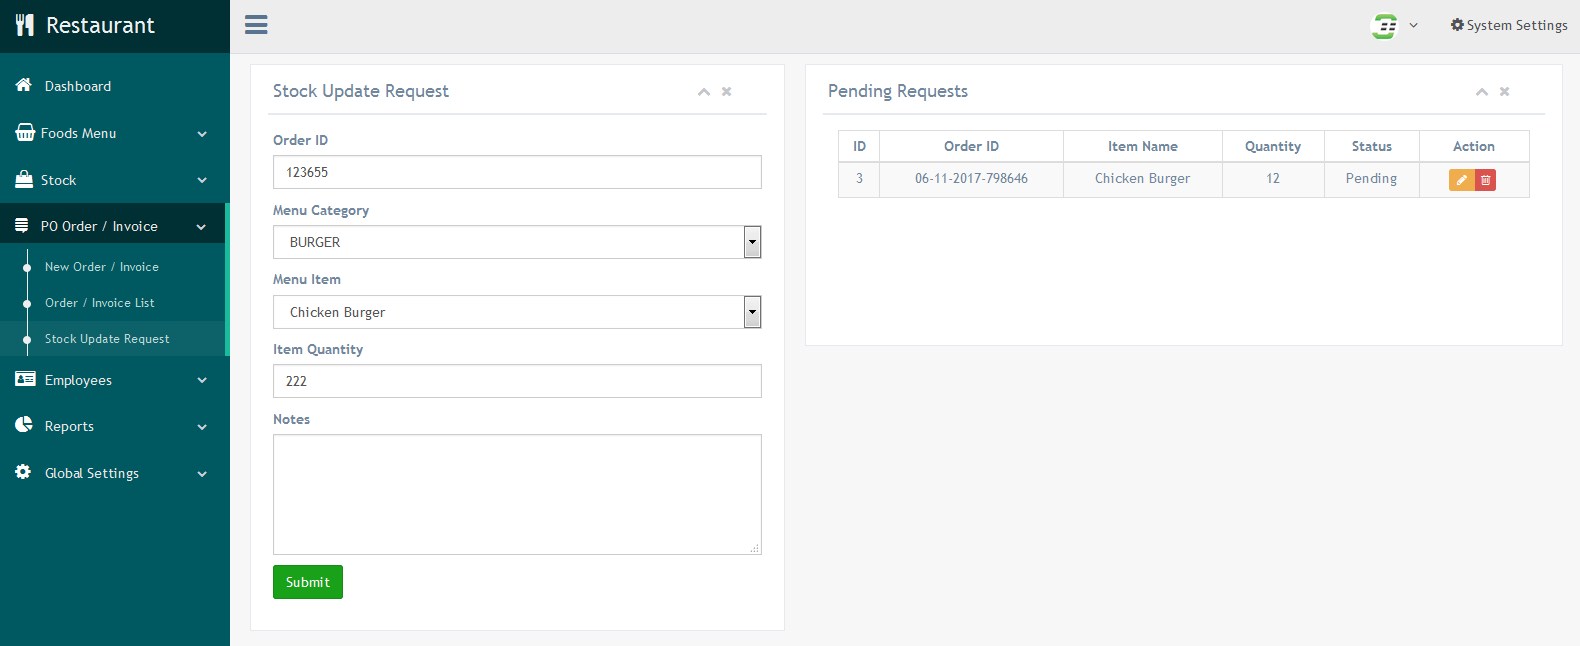 Restaurant
System Settings
Dashboard
Foods Menu
Stock
PO Order / Invoice
New Order / Invoice
Order / Invoice List
Stock Update Request
Employees
Reports
Global Settings
Stock Update Request
Order ID
123655
Menu Category
BURGER
Menu Item
Chicken Burger
Item Quantity
222
Notes
Submit
Pending Requests
ID Order ID Item Name Quantity Status Action
3 06-11-2017-798646 Chicken Burger 12 Pending